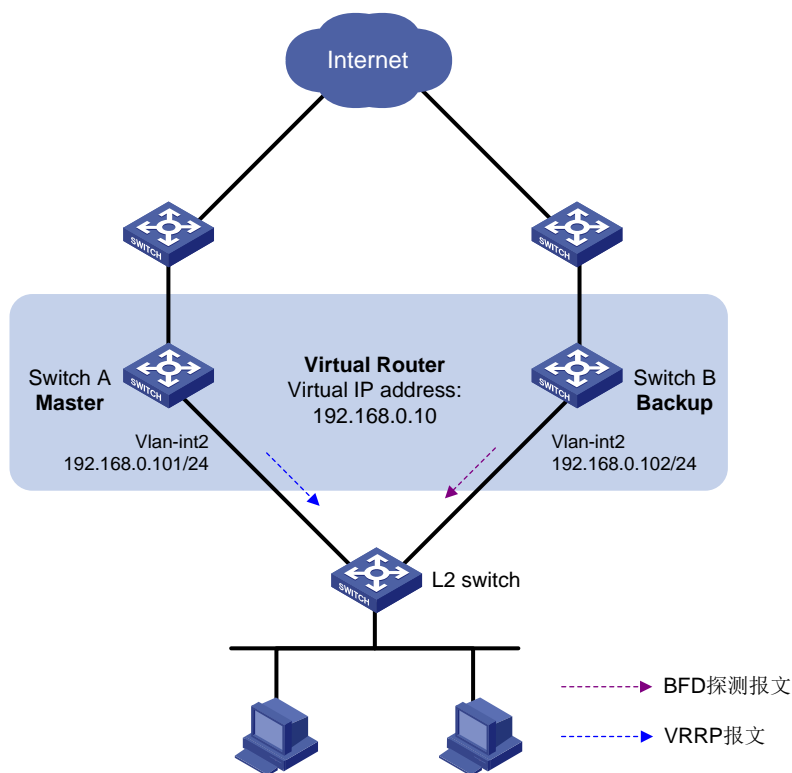 Internet
SWITCH
SWITCH
Switch A
Master
SWITCH
Virtual Router
Virtual IP address:
192.168.0.10
SWITCH
Switch B
Backup
Vlan-int2
192.168.0.101/24
Vlan-int2
192.168.0.102/24
SWITCH
L2 switch
BFD探测报文
VRRP报文